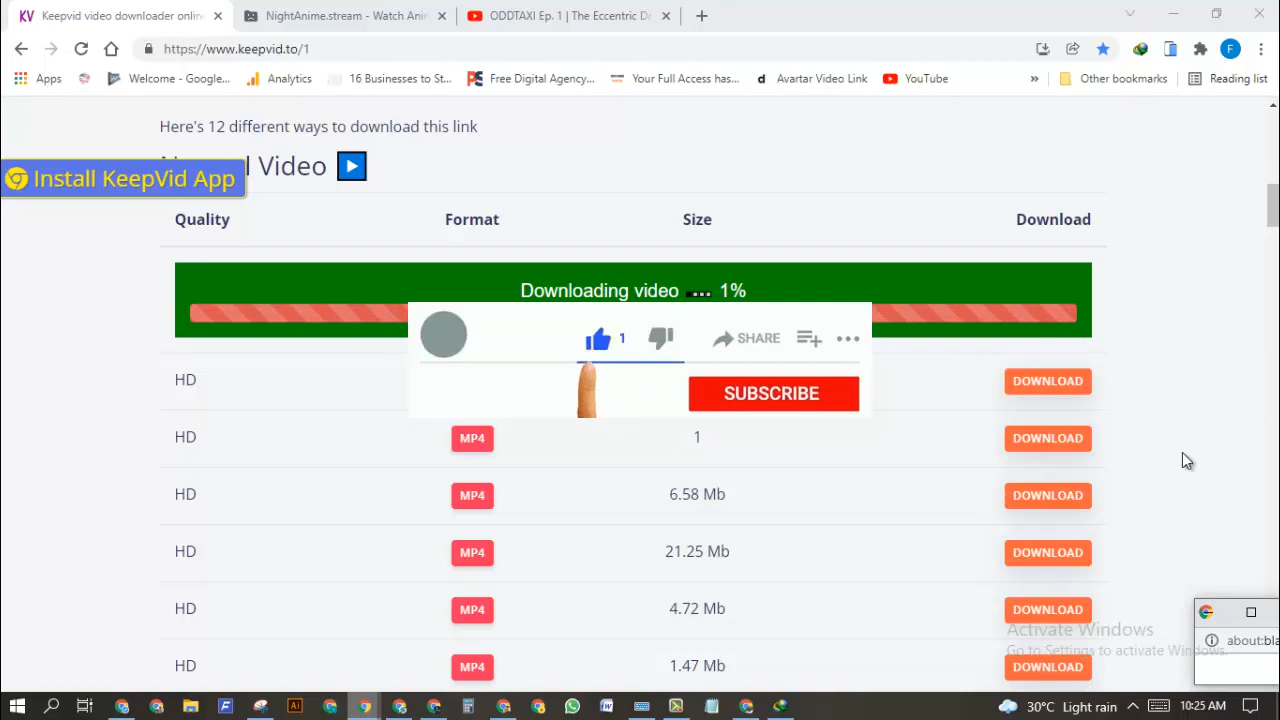 Keepvid video downloader online
NightAnime.stream - Watch Ani
ODDTAXI Ep. 1 | The Eccentric D
https://www.keepvid.to/1
F
Apps
Welcome - Google...
Analytics
16 Businesses to St...
Free Digital Agency...
Your Full Access has...
Avartar Video Link
YouTube
»
Other bookmarks
Reading list
Here's 12 different ways to download this link
Video
Install KeepVid App
Quality Format Size Download
Downloading video .... 1%
1 SHARE
SUBSCRIBE
HD DOWNLOAD
HD MP4 1 DOWNLOAD
HD MP4 6.58 Mb DOWNLOAD
HD MP4 21.25 Mb DOWNLOAD
HD MP4 4.72 Mb DOWNLOAD
about:bla
Activate Windows
Go to Settings to activate Windows.
HD MP4 1.47 Mb DOWNLOAD
30°C Light rain 10:25 AM